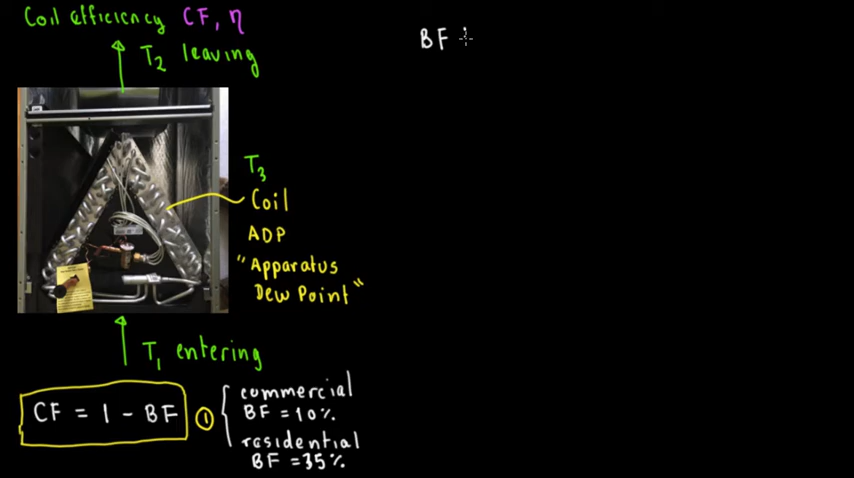 Coil efficiency CF, η
T2 leaving
T3
Coil
ADP
"Apparatus
Dew Point"
T1 entering
CF = 1 - BF
1
commercial
BF = 10%
residential
BF = 35%
BF